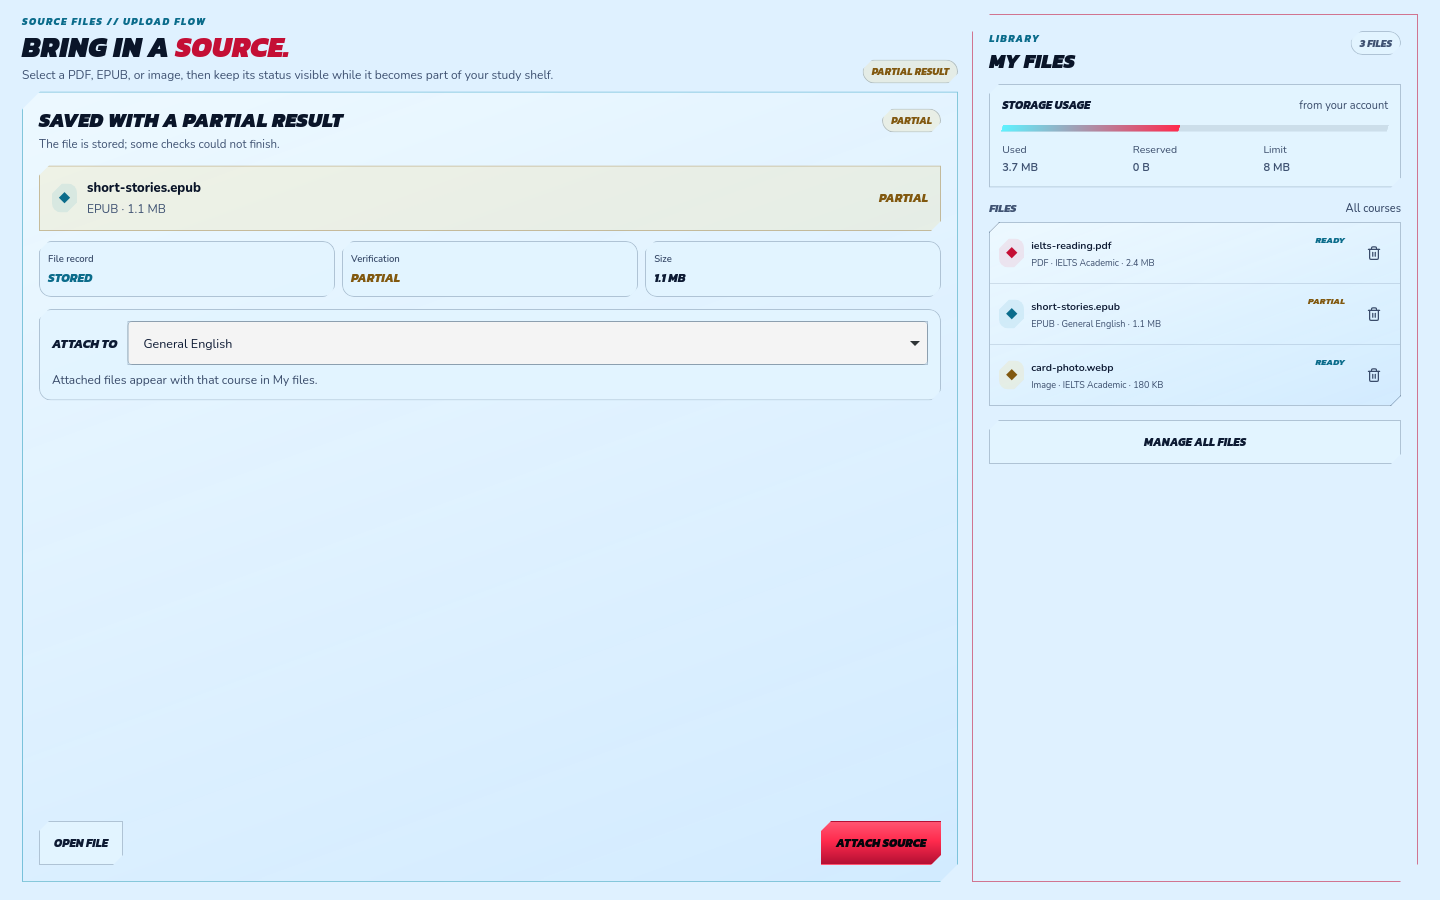 SOURCE FILES // UPLOAD FLOW
BRING IN A SOURCE.
Select a PDF, EPUB, or image, then keep its status visible while it becomes part of your study shelf.
PARTIAL RESULT
SAVED WITH A PARTIAL RESULT
PARTIAL
The file is stored; some checks could not finish.
short-stories.epub
EPUB · 1.1 MB
PARTIAL
File record
STORED
Verification
PARTIAL
Size
1.1 MB
ATTACH TO
General English
Attached files appear with that course in My files.
OPEN FILE
ATTACH SOURCE
LIBRARY
MY FILES
3 FILES
STORAGE USAGE
from your account
Used
3.7 MB
Reserved
0 B
Limit
8 MB
FILES
All courses
ielts-reading.pdf
PDF · IELTS Academic · 2.4 MB
READY
short-stories.epub
EPUB · General English · 1.1 MB
PARTIAL
card-photo.webp
Image · IELTS Academic · 180 KB
READY
MANAGE ALL FILES